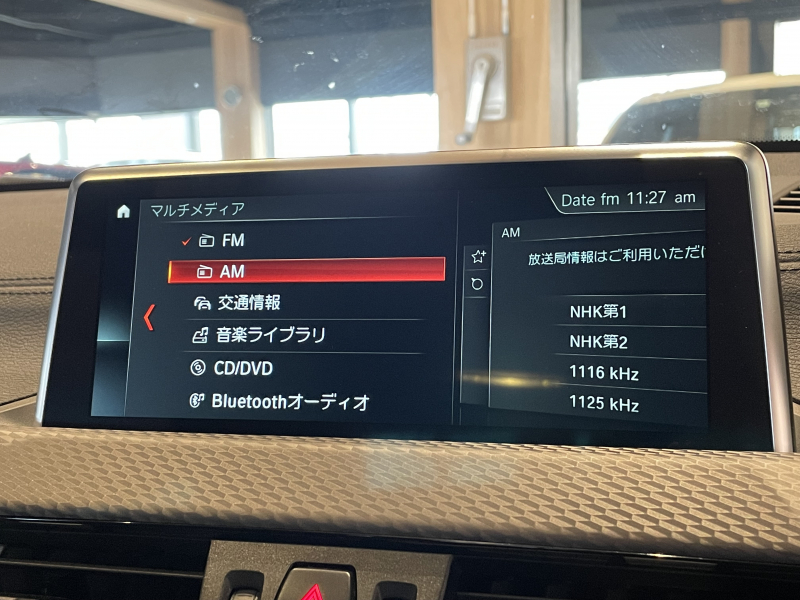 マルチメディア
Date fm 11:27 am
FM
AM
交通情報
音楽ライブラリ
CD/DVD
Bluetoothオーディオ
AM
放送局情報はご利用いただけ
NHK第1
NHK第2
1116 kHz
1125 kHz